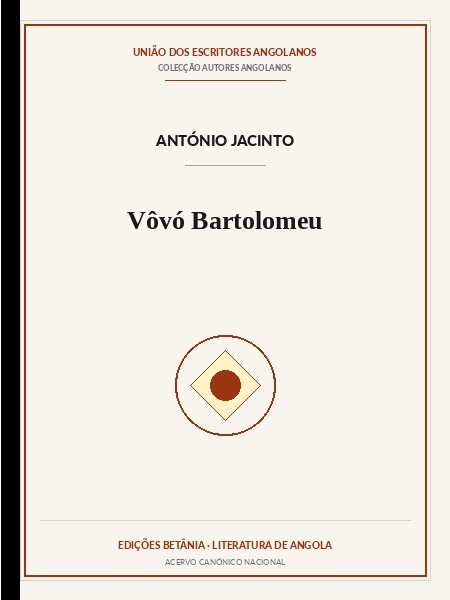 UNIÃO DOS ESCRITORES ANGOLANOS
COLECÇÃO AUTORES ANGOLANOS
ANTÓNIO JACINTO
Vôvó Bartolomeu
EDIÇÕES BETÂNIA · LITERATURA DE ANGOLA
ACERVO CANÓNICO NACIONAL